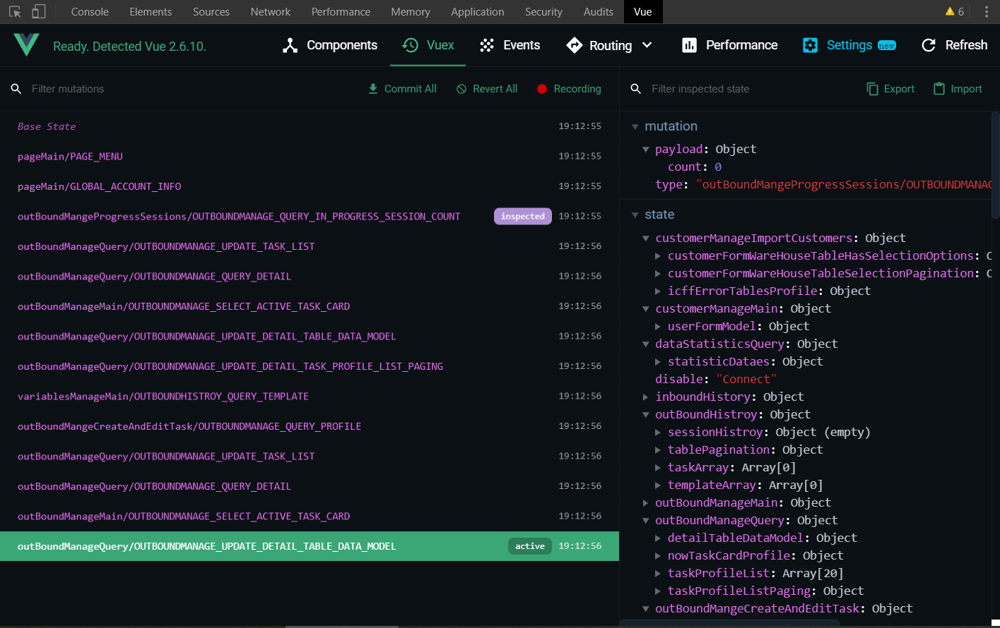 Console Elements Sources Network Performance Memory Application Security Audits Vue 6
Ready. Detected Vue 2.6.10. Components Vuex Events Routing Performance Settings new Refresh
Filter mutations Commit All Revert All Recording Filter inspected state Export Import
Base State 19:12:55
pageMain/PAGE_MENU 19:12:55
pageMain/GLOBAL_ACCOUNT_INFO 19:12:55
outBoundMangeProgressSessions/OUTBOUNDMANAGE_QUERY_IN_PROGRESS_SESSION_COUNT inspected 19:12:55
outBoundManageQuery/OUTBOUNDMANAGE_UPDATE_TASK_LIST 19:12:56
outBoundManageQuery/OUTBOUNDMANAGE_QUERY_DETAIL 19:12:56
outBoundManageMain/OUTBOUNDMANAGE_SELECT_ACTIVE_TASK_CARD 19:12:56
outBoundManageQuery/OUTBOUNDMANAGE_UPDATE_DETAIL_TABLE_DATA_MODEL 19:12:56
outBoundManageQuery/OUTBOUNDMANAGE_UPDATE_DETAIL_TASK_PROFILE_LIST_PAGING 19:12:56
variablesManageMain/OUTBOUNDHISTROY_QUERY_TEMPLATE 19:12:56
outBoundMangeCreateAndEditTask/OUTBOUNDMANAGE_QUERY_PROFILE 19:12:56
outBoundManageQuery/OUTBOUNDMANAGE_UPDATE_TASK_LIST 19:12:56
outBoundManageQuery/OUTBOUNDMANAGE_QUERY_DETAIL 19:12:56
outBoundManageMain/OUTBOUNDMANAGE_SELECT_ACTIVE_TASK_CARD 19:12:56
outBoundManageQuery/OUTBOUNDMANAGE_UPDATE_DETAIL_TABLE_DATA_MODEL active 19:12:56
mutation
payload: Object
count: 0
type: "outBoundMangeProgressSessions/OUTBOUNDMANAG
state
customerManageImportCustomers: Object
customerFormWareHouseTableHasSelectionOptions: O
customerFormWareHouseTableSelectionPagination: O
icffErrorTablesProfile: Object
customerManageMain: Object
userFormModel: Object
dataStatisticsQuery: Object
statisticDataes: Object
disable: "Connect"
inboundHistory: Object
outBoundHistroy: Object
sessionHistroy: Object (empty)
tablePagination: Object
taskArray: Array[0]
templateArray: Array[0]
outBoundManageMain: Object
outBoundManageQuery: Object
detailTableDataModel: Object
nowTaskCardProfile: Object
taskProfileList: Array[20]
taskProfileListPaging: Object
outBoundMangeCreateAndEditTask: Object